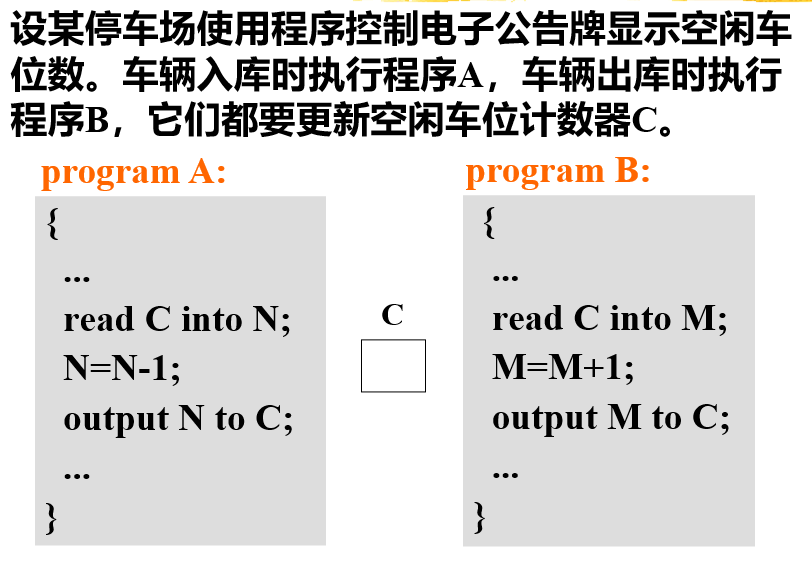 设某停车场使用程序控制电子公告牌显示空闲车
位数。车辆入库时执行程序A，车辆出库时执行
程序B，它们都要更新空闲车位计数器C。
program A:
{
...
read C into N;
N=N-1;
output N to C;
...
}
C
program B:
{
...
read C into M;
M=M+1;
output M to C;
...
}